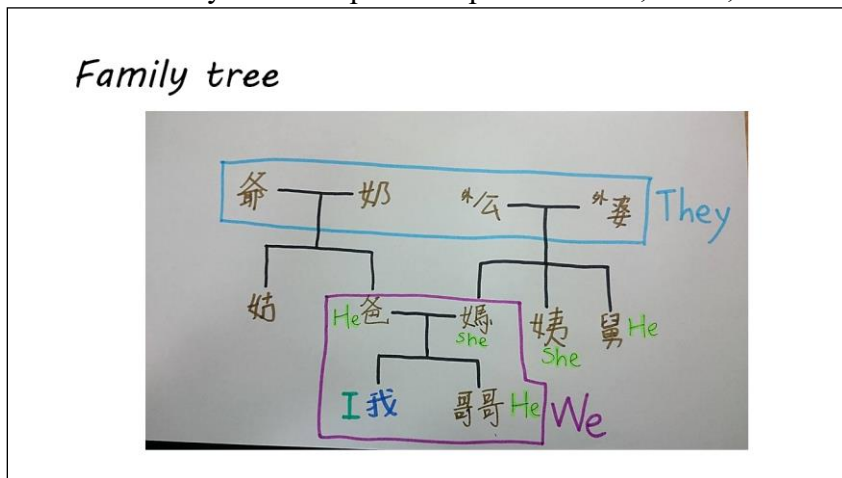 Family tree
爺 奶 外公 外婆 They
姑 He 爸 媽 姨 舅 He
She She
I 我 哥哥 He We